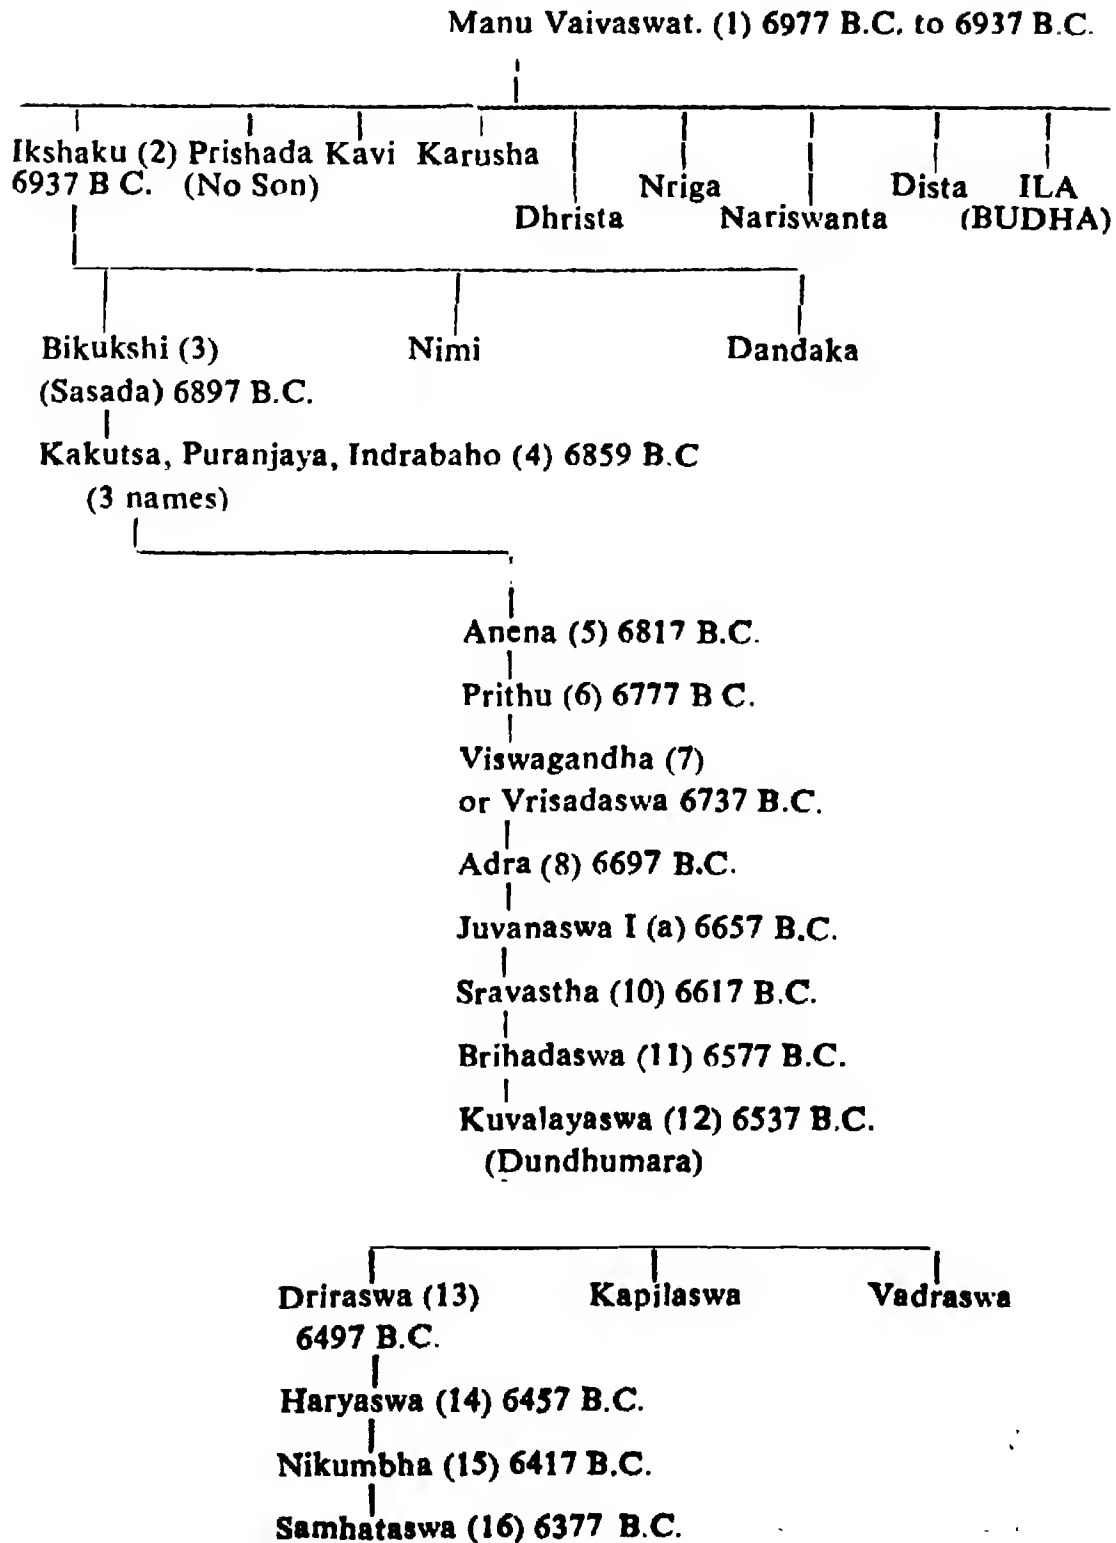 Manu Vaivaswat. (1) 6977 B.C. to 6937 B.C.
Ikshaku (2) Prishada Kavi Karusha
6937 B C. (No Son)
Nriga Dista ILA
Dhrista Nariswanta (BUDHA)
Bikukshi (3) Nimi Dandaka
(Sasada) 6897 B.C.
Kakutsa, Puranjaya, Indrabaho (4) 6859 B.C
(3 names)
Anena (5) 6817 B.C.
Prithu (6) 6777 B C.
Viswagandha (7)
or Vrisadaswa 6737 B.C.
Adra (8) 6697 B.C.
Juvanaswa I (a) 6657 B.C.
Sravastha (10) 6617 B.C.
Brihadaswa (11) 6577 B.C.
Kuvalayaswa (12) 6537 B.C.
(Dundhumara)
Driraswa (13) Kapilaswa Vadraswa
6497 B.C.
Haryaswa (14) 6457 B.C.
Nikumbha (15) 6417 B.C.
Samhataswa (16) 6377 B.C.